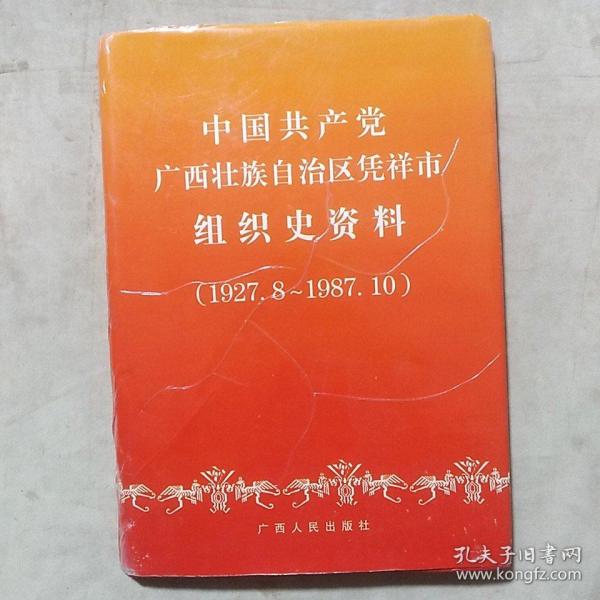 中国共产党
广西壮族自治区凭祥市
组织史资料
(1927.8~1987.10)
广西人民出版社
孔夫子旧书网
www.kongfz.com